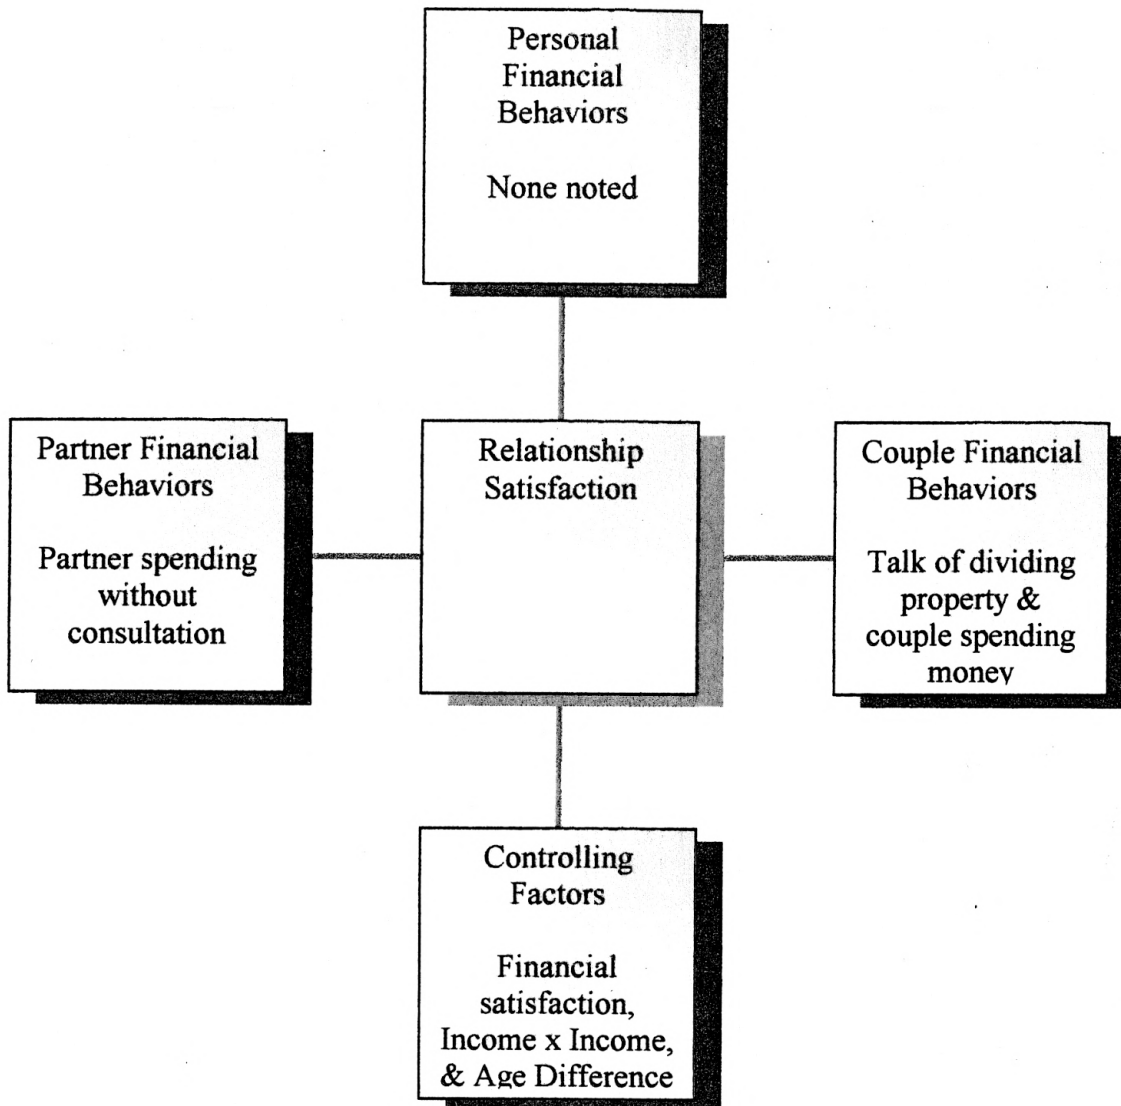 Personal
Financial
Behaviors
None noted
Partner Financial
Behaviors
Partner spending
without
consultation
Relationship
Satisfaction
Couple Financial
Behaviors
Talk of dividing
property &
couple spending
money
Controlling
Factors
Financial
satisfaction,
Income x Income,
& Age Difference